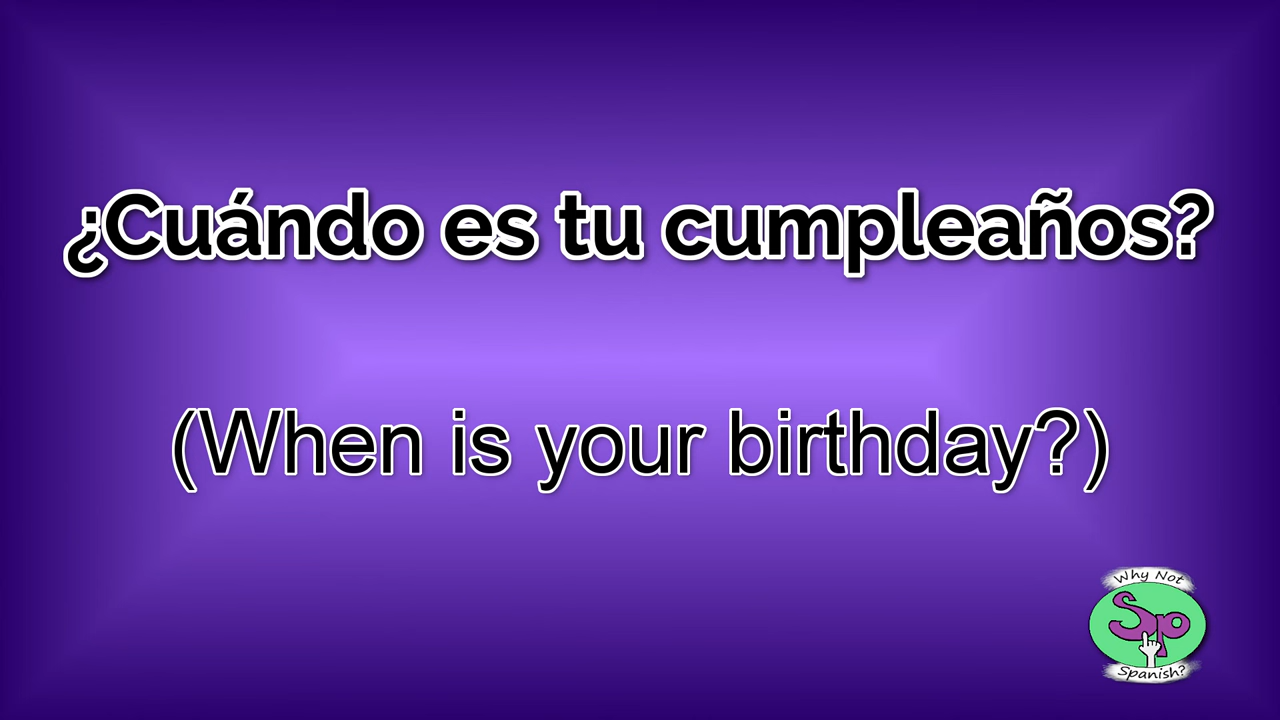 ¿Cuándo es tu cumpleaños?
(When is your birthday?)
Why Not
Sp
Spanish?